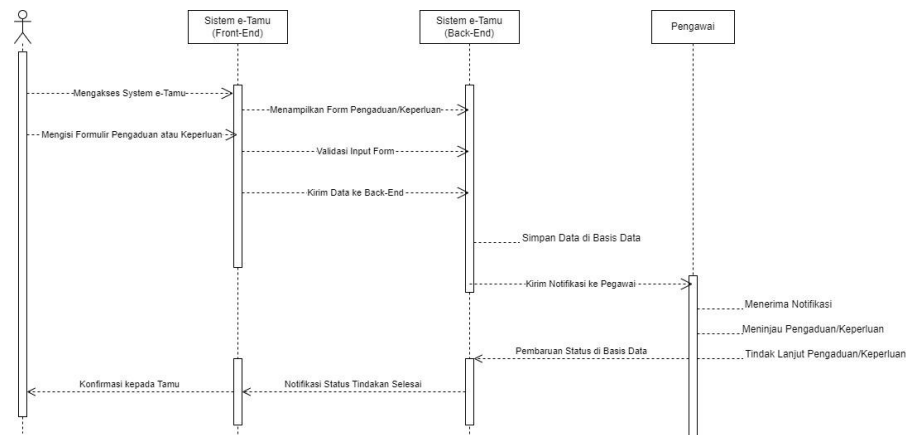 Sistem e-Tamu
(Front-End)
Sistem e-Tamu
(Back-End)
Pengawai
Mengakses System e-Tamu
Menampilkan Form Pengaduan/Keperluan
Mengisi Formulir Pengaduan atau Keperluan
Validasi Input Form
Kirim Data ke Back-End
Simpan Data di Basis Data
Kirim Notifikasi ke Pegawai
Menerima Notifikasi
Meninjau Pengaduan/Keperluan
Pembaruan Status di Basis Data
Tindak Lanjut Pengaduan/Keperluan
Konfirmasi kepada Tamu
Notifikasi Status Tindakan Selesai